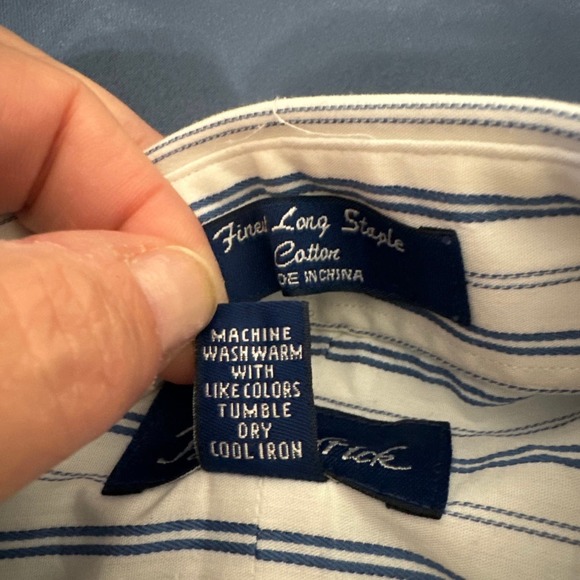 Finest Long Staple
Cotton
DE IN CHINA
MACHINE
WASH WARM
WITH
LIKE COLORS
TUMBLE
DRY
COOL IRON